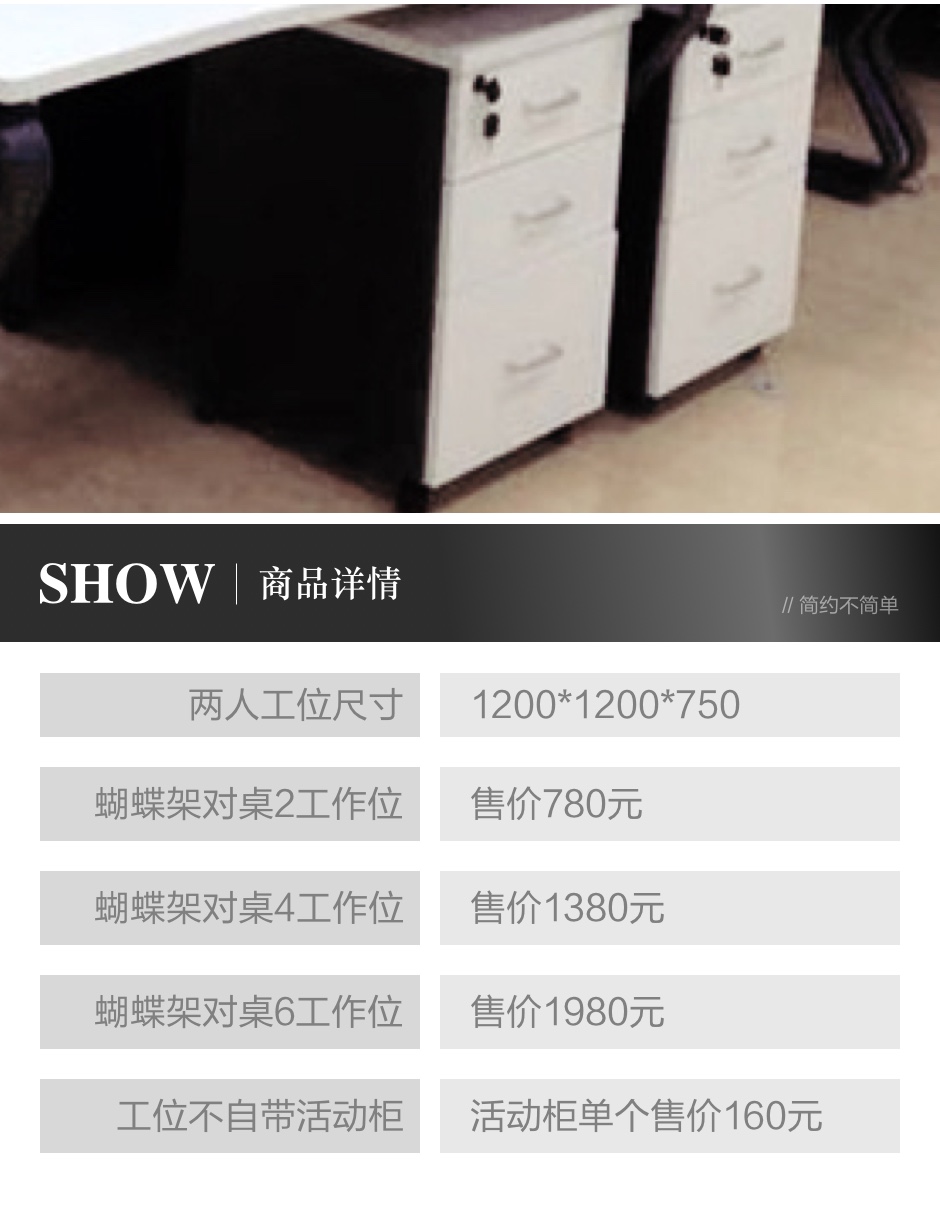 SHOW | 商品详情
// 简约不简单
两人工位尺寸 1200*1200*750
蝴蝶架对桌2工作位 售价780元
蝴蝶架对桌4工作位 售价1380元
蝴蝶架对桌6工作位 售价1980元
工位不自带活动柜 活动柜单个售价160元